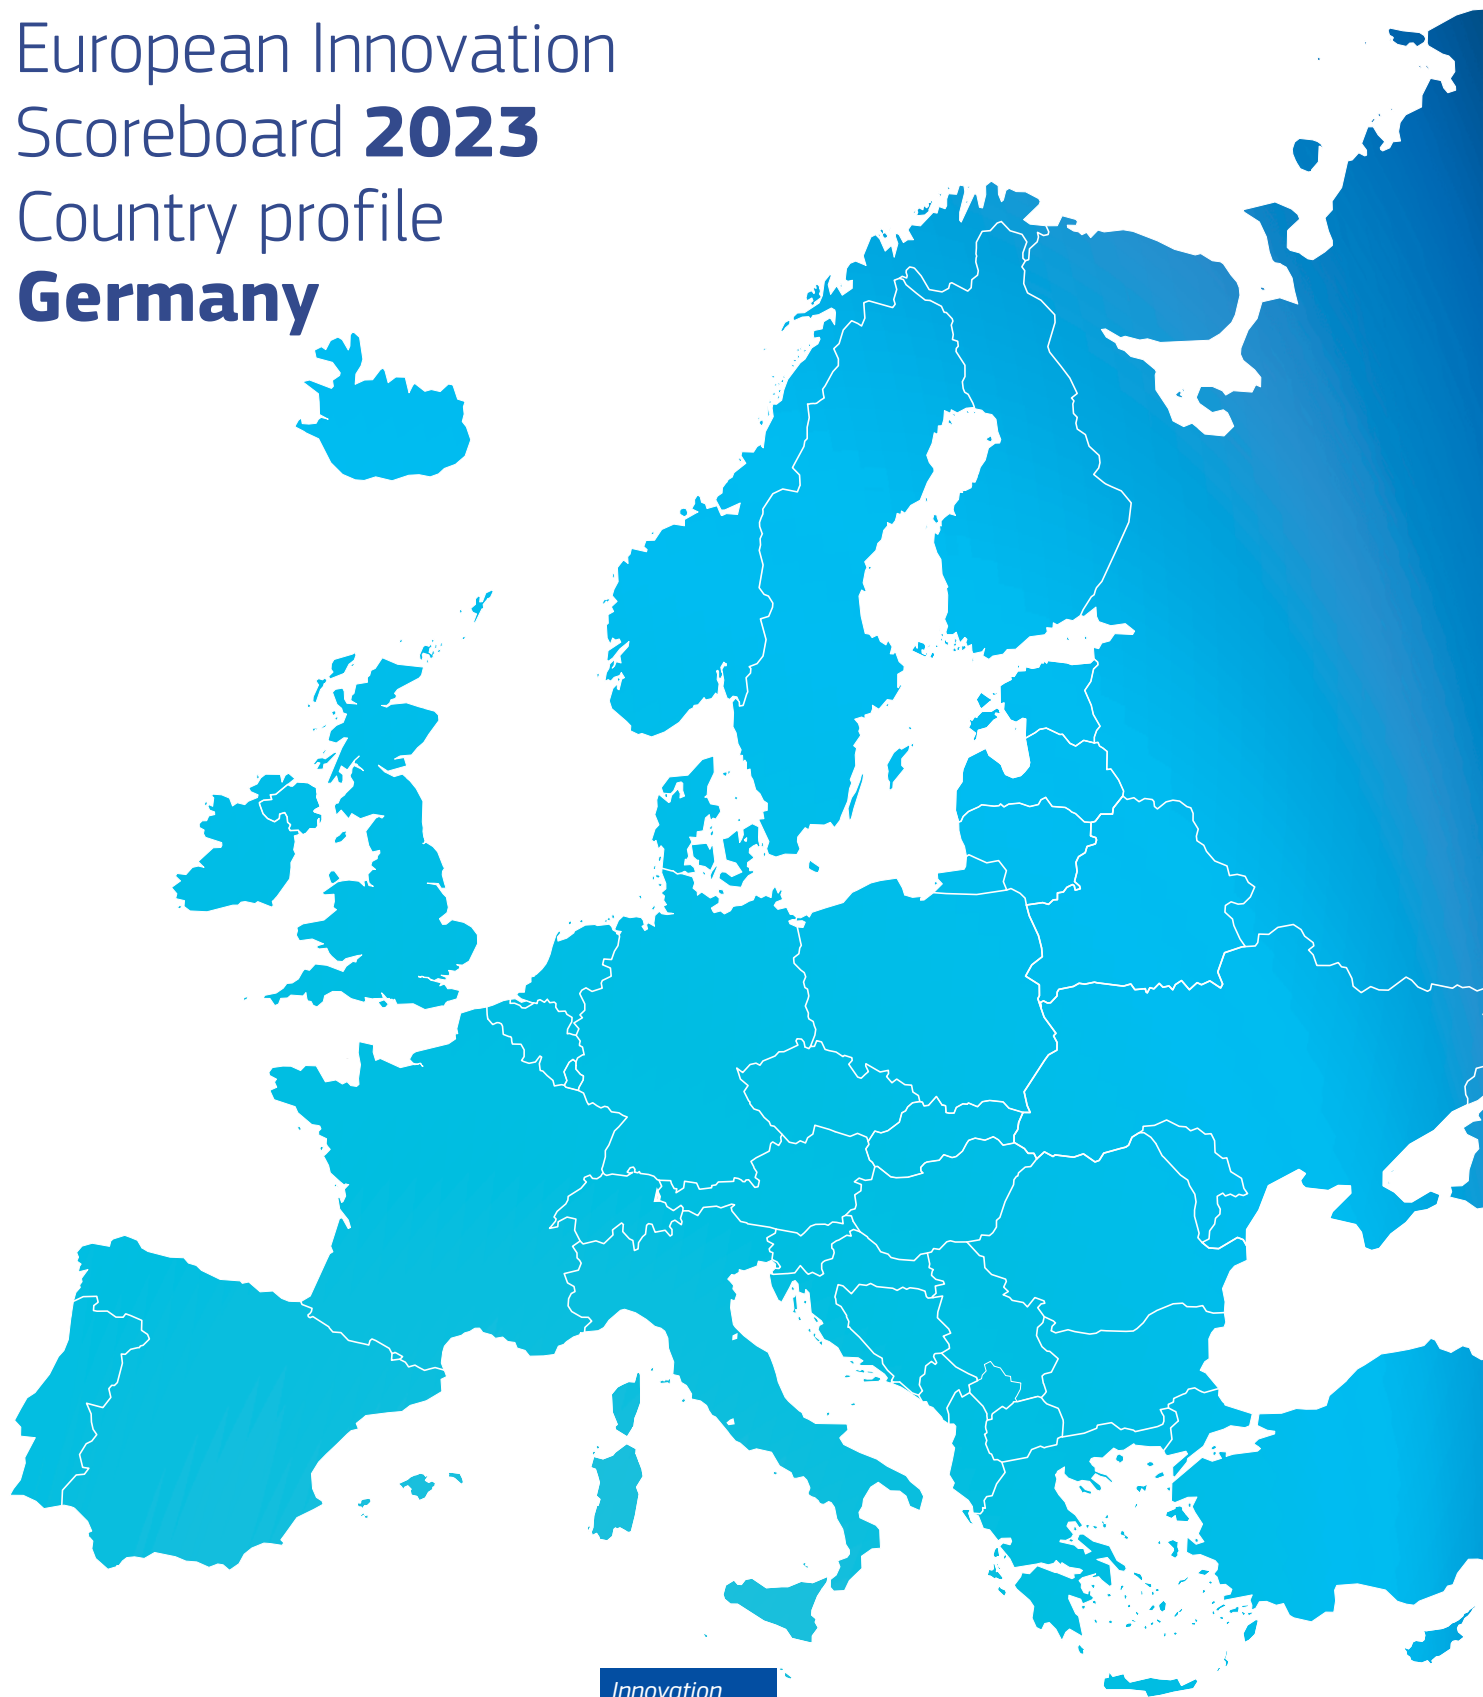 European Innovation
Scoreboard 2023
Country profile
Germany
Innovation